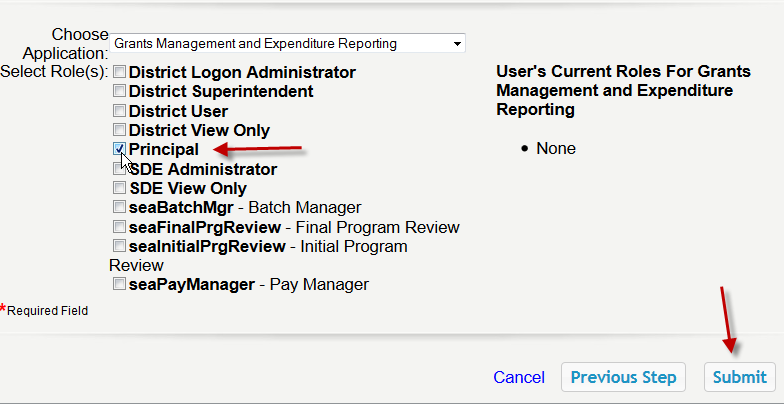 Choose
Application:
Grants Management and Expenditure Reporting
Select Role(s):
District Logon Administrator
District Superintendent
District User
District View Only
Principal
SDE Administrator
SDE View Only
seaBatchMgr - Batch Manager
seaFinalPrgReview - Final Program Review
seaInitialPrgReview - Initial Program
Review
seaPayManager - Pay Manager
User's Current Roles For Grants
Management and Expenditure
Reporting
• None
*Required Field
Cancel Previous Step Submit